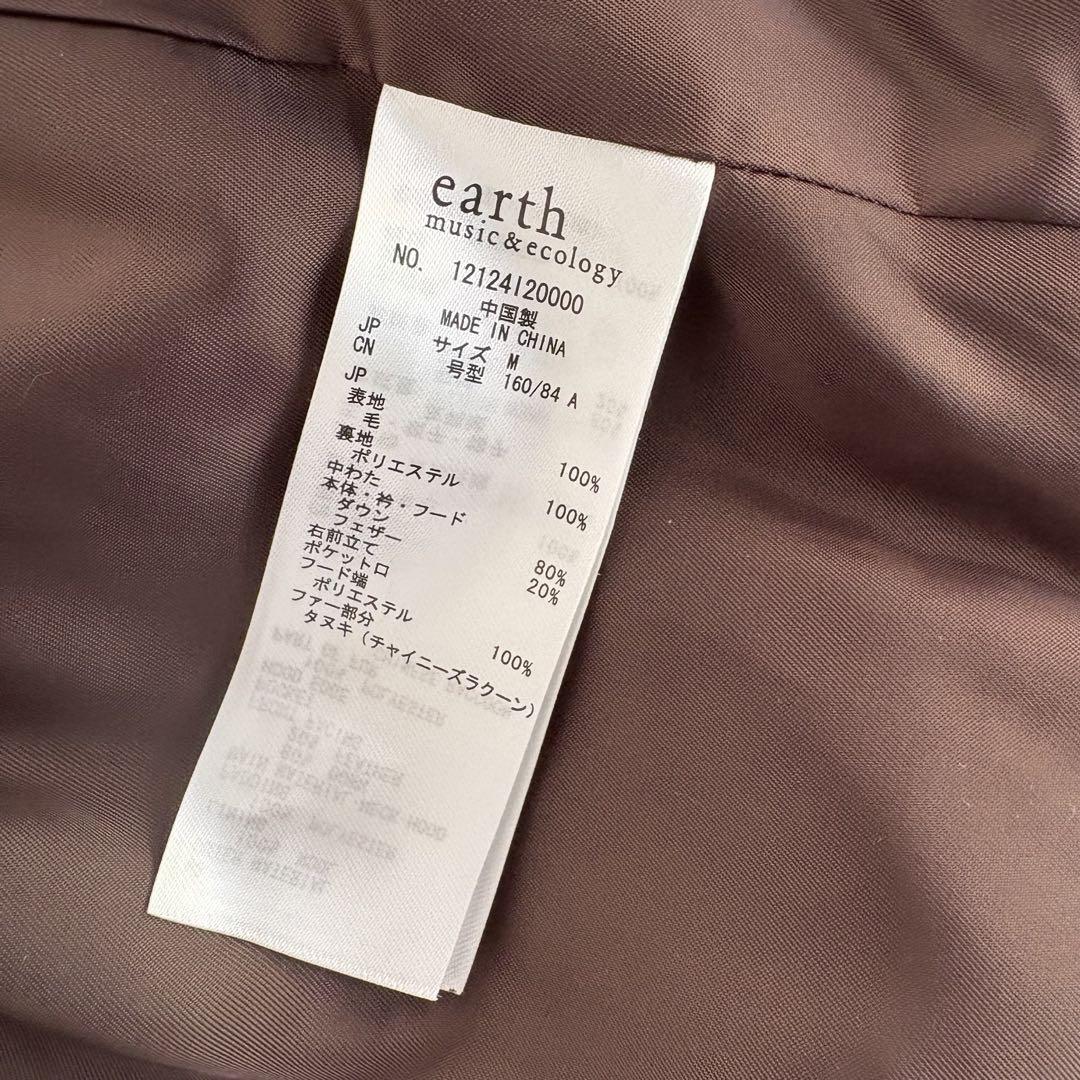 earth
music&ecology
NO. 12124I20000
中国製
MADE IN CHINA
JP サイズ M
CN 号型 160/84 A
JP
表地
毛 100%
裏地
ポリエステル 100%
中わた
本体・衿・フード
ダウン 80%
フェザー 20%
右前立て
ポケット口
フード端
ポリエステル 100%
ファー部分
タヌキ(チャイニーズラクーン)